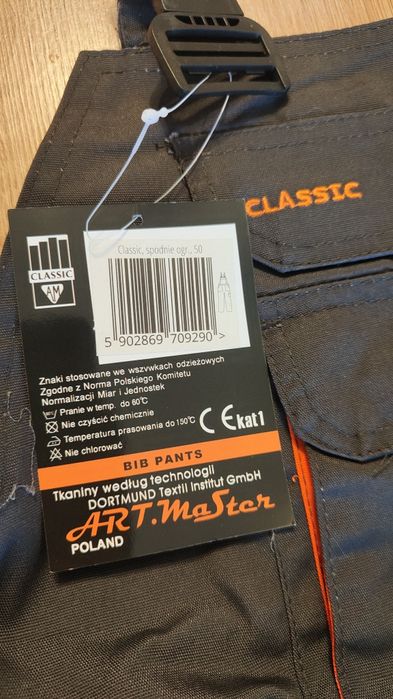 CLASSIC
CLASSIC
AM
Classic, spodnie ogr., 50
5 902869 709290 >
Znaki stosowane we wszywkach odzieżowych
Zgodne z Norma Polskiego Komitetu
Normalizacji Miar i Jednostek
Pranie w temp. do 60°C
Nie czyścić chemicznie
Temperatura prasowania do 150°C
Nie chlorować
CE kat1
BIB PANTS
Tkaniny według technologii
DORTMUND Textil Institut GmbH
ART.MaSter
POLAND